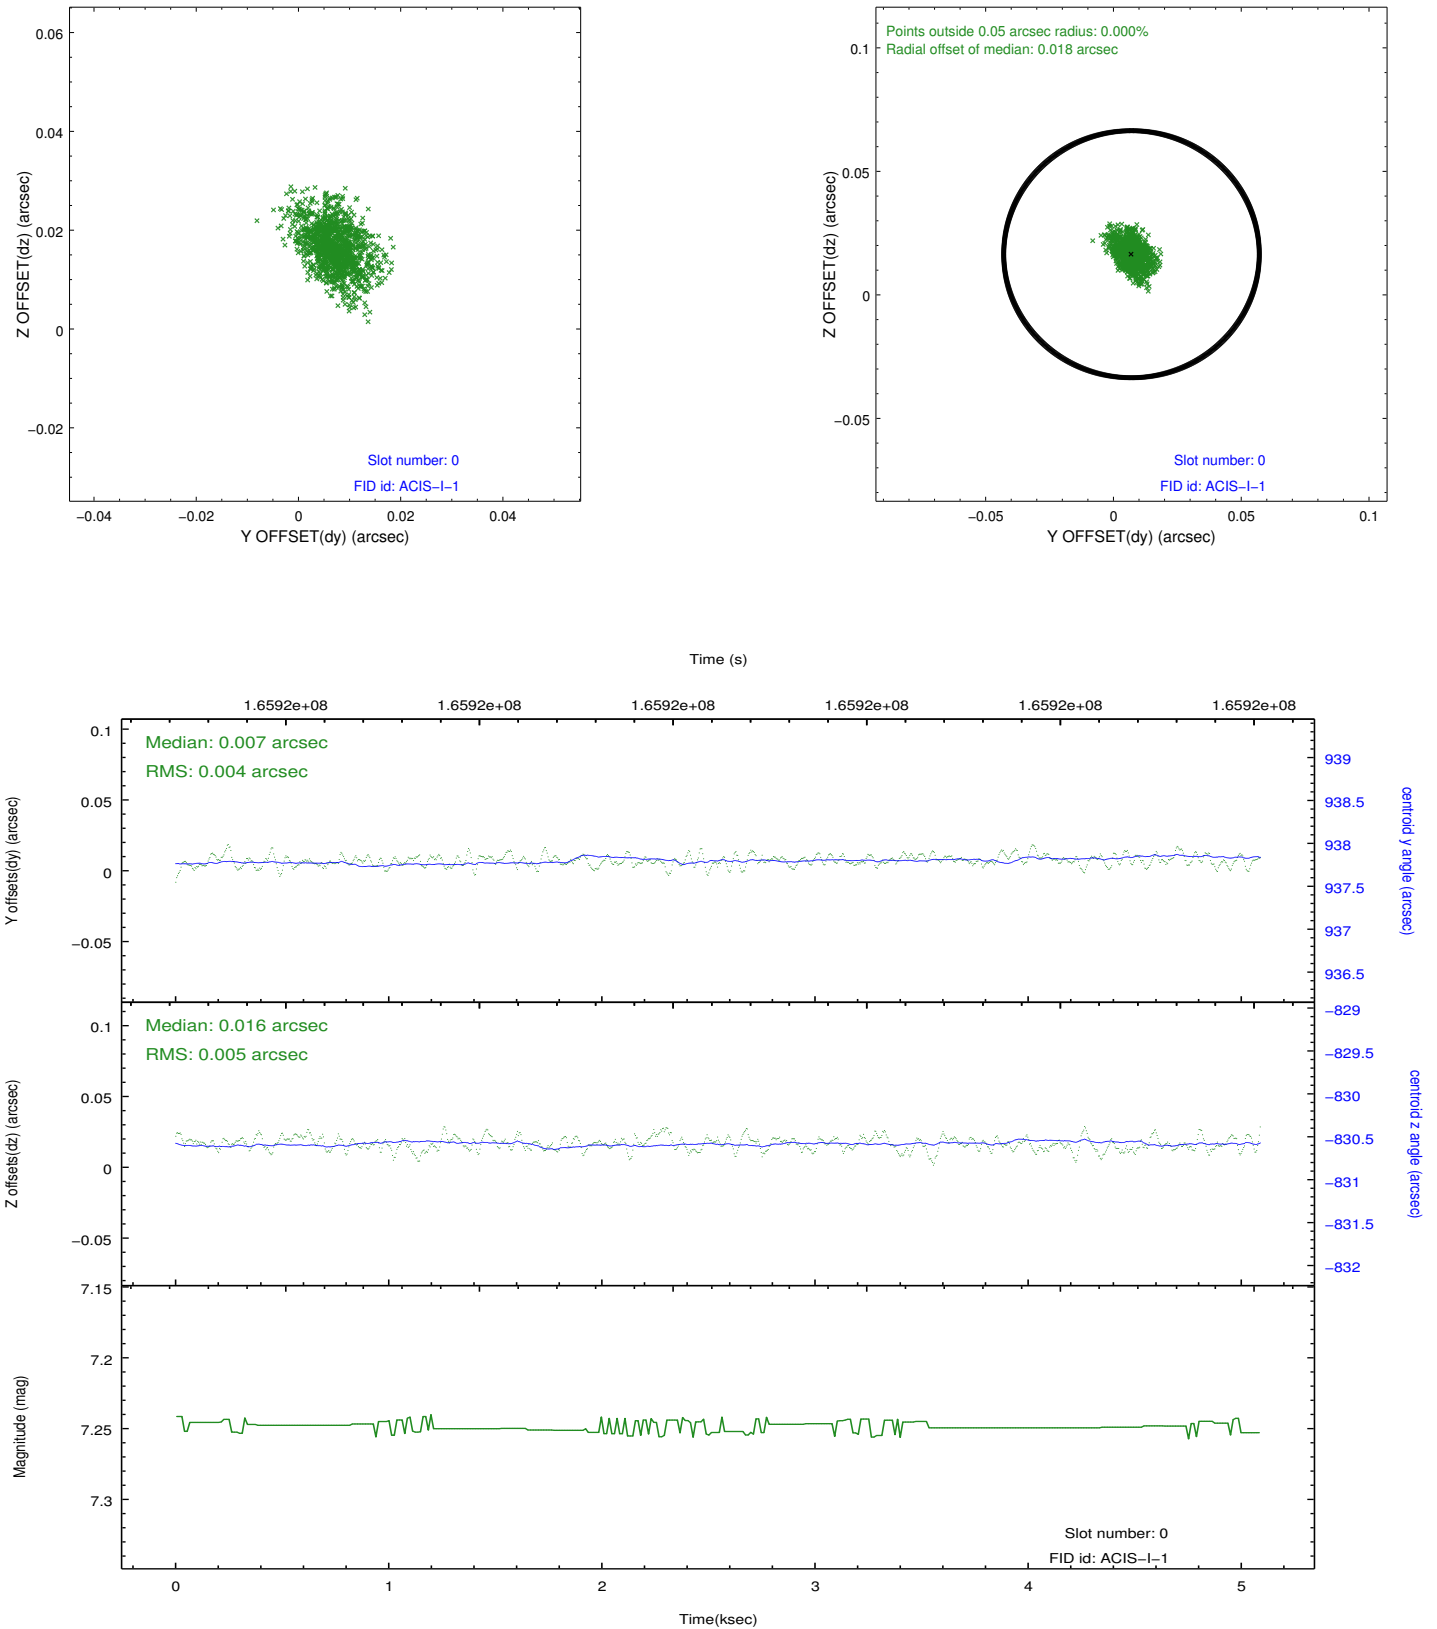 0.06
0.04
0.02
0
−0.02
−0.04
−0.02
0
0.02
0.04
Z OFFSET(dz) (arcsec)
Y OFFSET(dy) (arcsec)
Slot number: 0
FID id: ACIS−I−1
Points outside 0.05 arcsec radius: 0.000%
Radial offset of median: 0.018 arcsec
0.1
0.05
0
−0.05
−0.05
0
0.05
0.1
Z OFFSET(dz) (arcsec)
Y OFFSET(dy) (arcsec)
Slot number: 0
FID id: ACIS−I−1
Time (s)
1.6592e+08
1.6592e+08
1.6592e+08
1.6592e+08
1.6592e+08
1.6592e+08
Median: 0.007 arcsec
RMS: 0.004 arcsec
0.1
0.05
0
−0.05
Y offsets(dy) (arcsec)
939
938.5
938
937.5
937
936.5
centroid y angle (arcsec)
Median: 0.016 arcsec
RMS: 0.005 arcsec
0.1
0.05
0
−0.05
Z offsets(dz) (arcsec)
−829
−829.5
−830
−830.5
−831
−831.5
−832
centroid z angle (arcsec)
7.15
7.2
7.25
7.3
Magnitude (mag)
Slot number: 0
FID id: ACIS−I−1
0
1
2
3
4
5
Time(ksec)